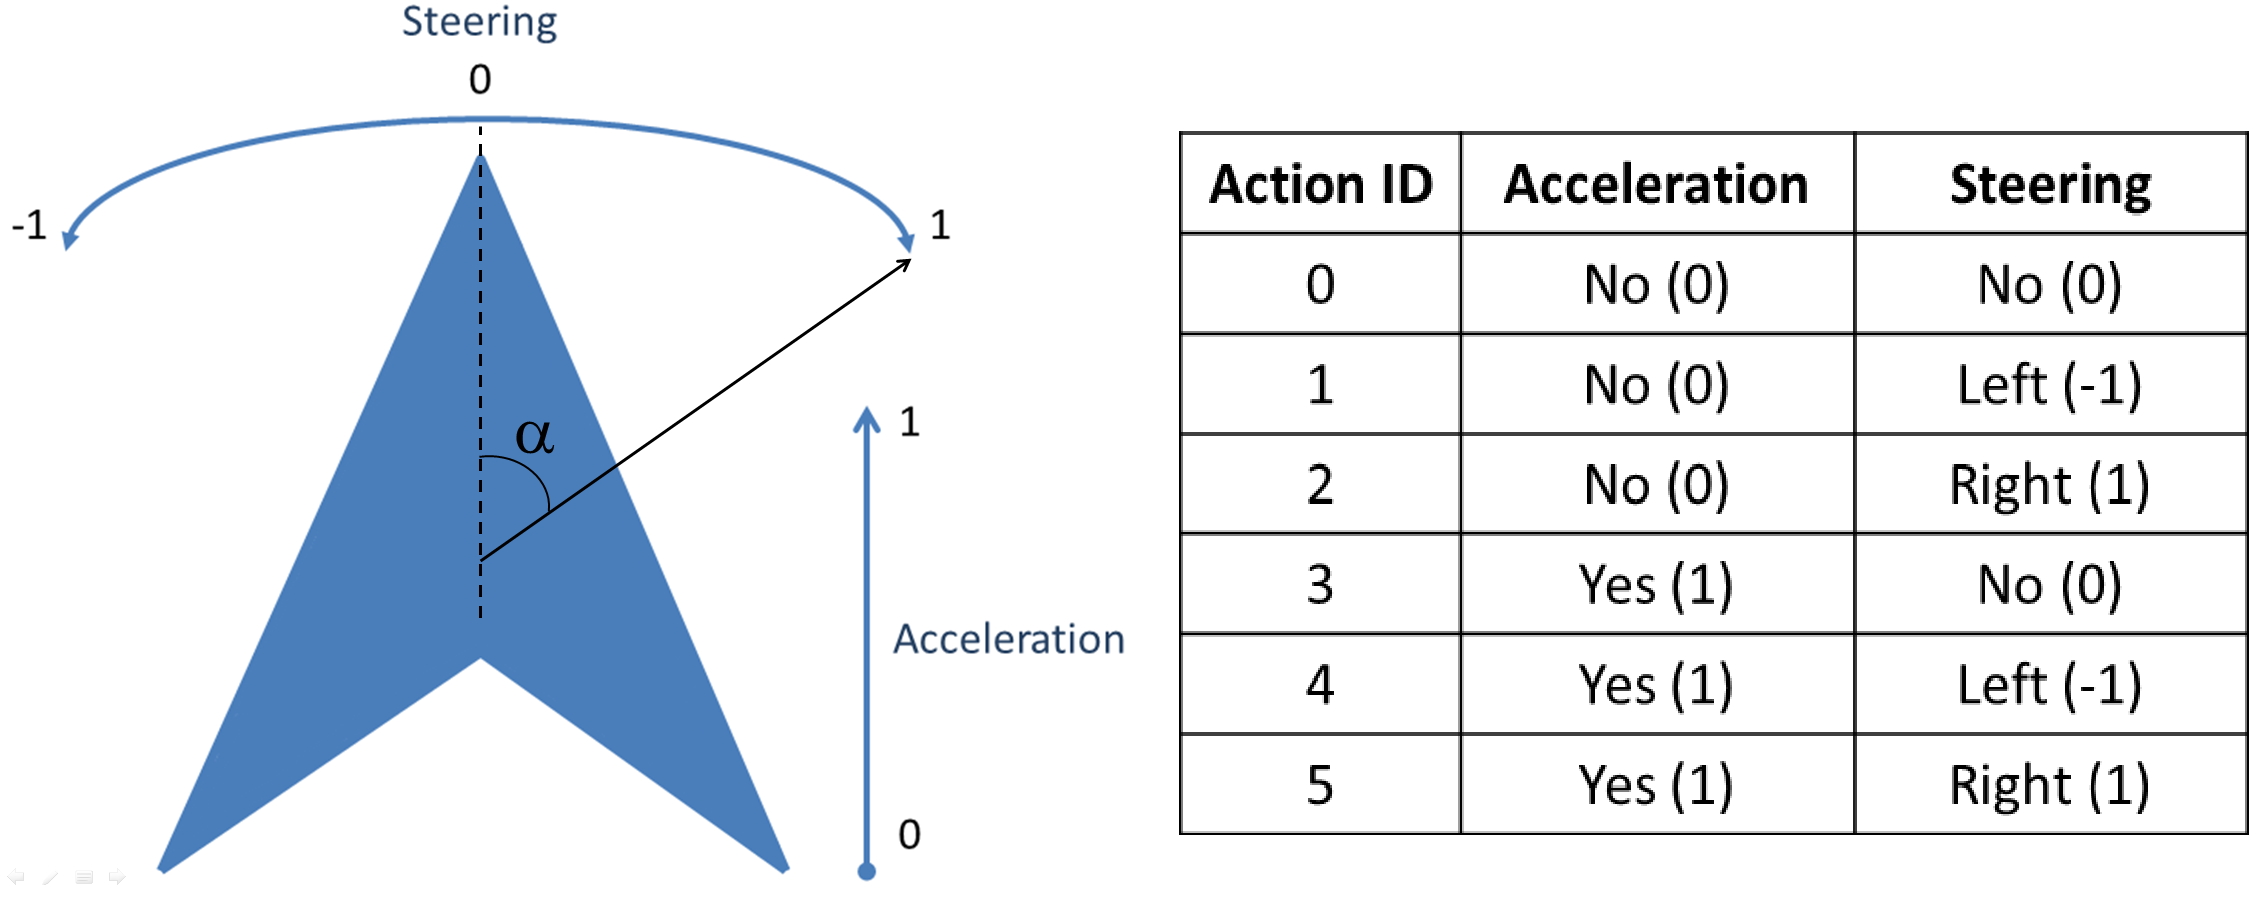 Steering
0
-1
1
α
1
Acceleration
0
Action ID Acceleration Steering
0 No (0) No (0)
1 No (0) Left (-1)
2 No (0) Right (1)
3 Yes (1) No (0)
4 Yes (1) Left (-1)
5 Yes (1) Right (1)